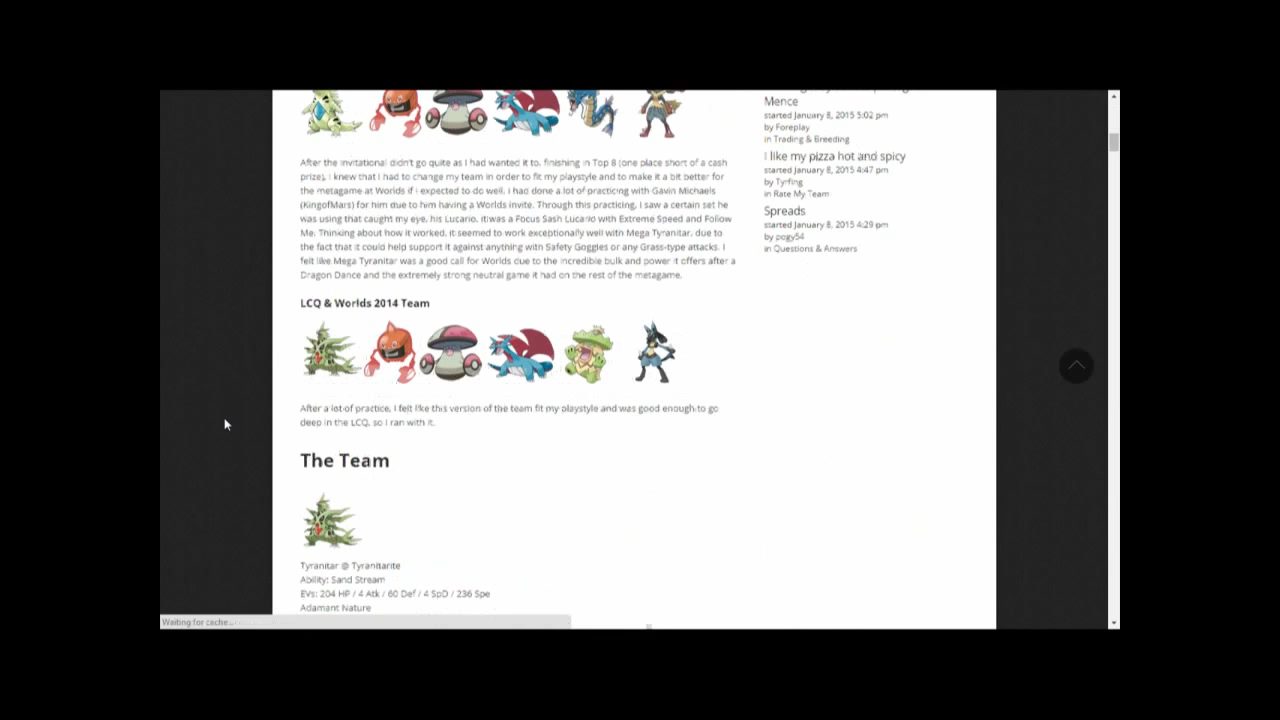 After the Invitational didn't go quite as I had wanted it to, finishing in Top 8 (one place short of a cash
prize), I knew that I had to change my team in order to fit my playstyle and to make it a bit better for
the metagame at Worlds if I expected to do well. I had done a lot of practicing with Gavin Michaels
(KingofMars) for him due to him having a Worlds invite. Through this practicing, I saw a certain set he
was using that caught my eye, his Lucario. It was a Focus Sash Lucario with Extreme Speed and Follow
Me. Thinking about how it worked, it seemed to work exceptionally well with Mega Tyranitar, due to
the fact that it could help support it against anything with Safety Goggles or any Grass-type attacks. I
felt like Mega Tyranitar was a good call for Worlds due to the incredible bulk and power it offers after a
Dragon Dance and the extremely strong neutral game it had on the rest of the metagame.
LCQ & Worlds 2014 Team
After a lot of practice, I felt like this version of the team fit my playstyle and was good enough to go
deep in the LCQ, so I ran with it.
The Team
Tyranitar @ Tyranitarite
Ability: Sand Stream
EVs: 204 HP / 4 Atk / 60 Def / 4 SpD / 236 Spe
Adamant Nature
Mence
started January 8, 2015 5:02 pm
by Foreplay
in Trading & Breeding
I like my pizza hot and spicy
started January 8, 2015 4:47 pm
by Tyrfing
in Rate My Team
Spreads
started January 8, 2015 4:29 pm
by pogy54
in Questions & Answers
Waiting for cache...